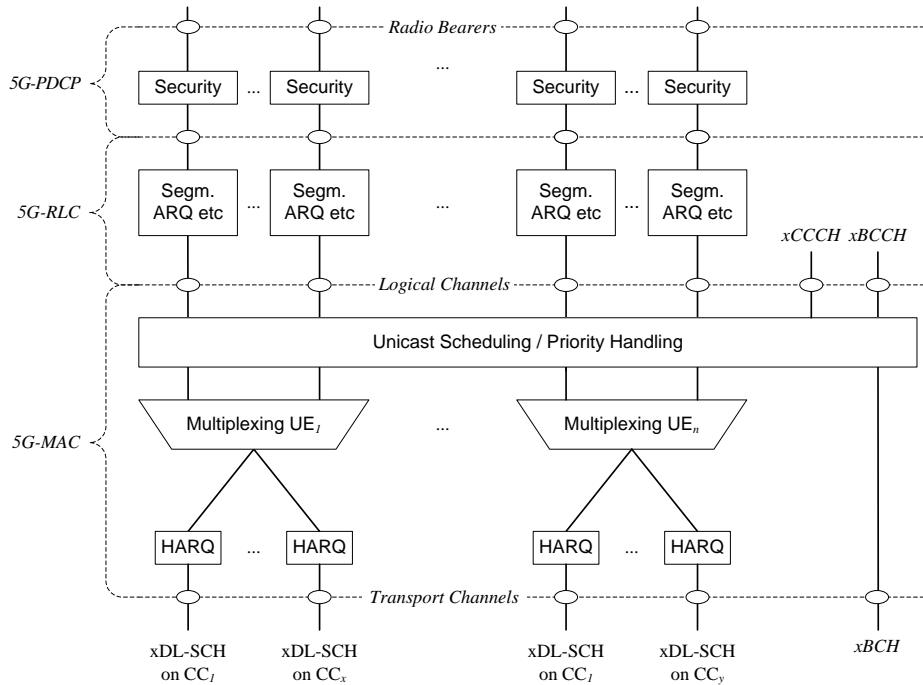 Radio Bearers
5G-PDCP
...
Security ... Security
Security ... Security
5G-RLC
Segm. ARQ etc ... Segm. ARQ etc
...
Segm. ARQ etc ... Segm. ARQ etc
xCCCH xBCCH
Logical Channels
Unicast Scheduling / Priority Handling
5G-MAC
Multiplexing UE1
...
Multiplexing UEn
HARQ ... HARQ
HARQ ... HARQ
Transport Channels
xDL-SCH on CC1
xDL-SCH on CCx
xDL-SCH on CC1
xDL-SCH on CCy
xBCH